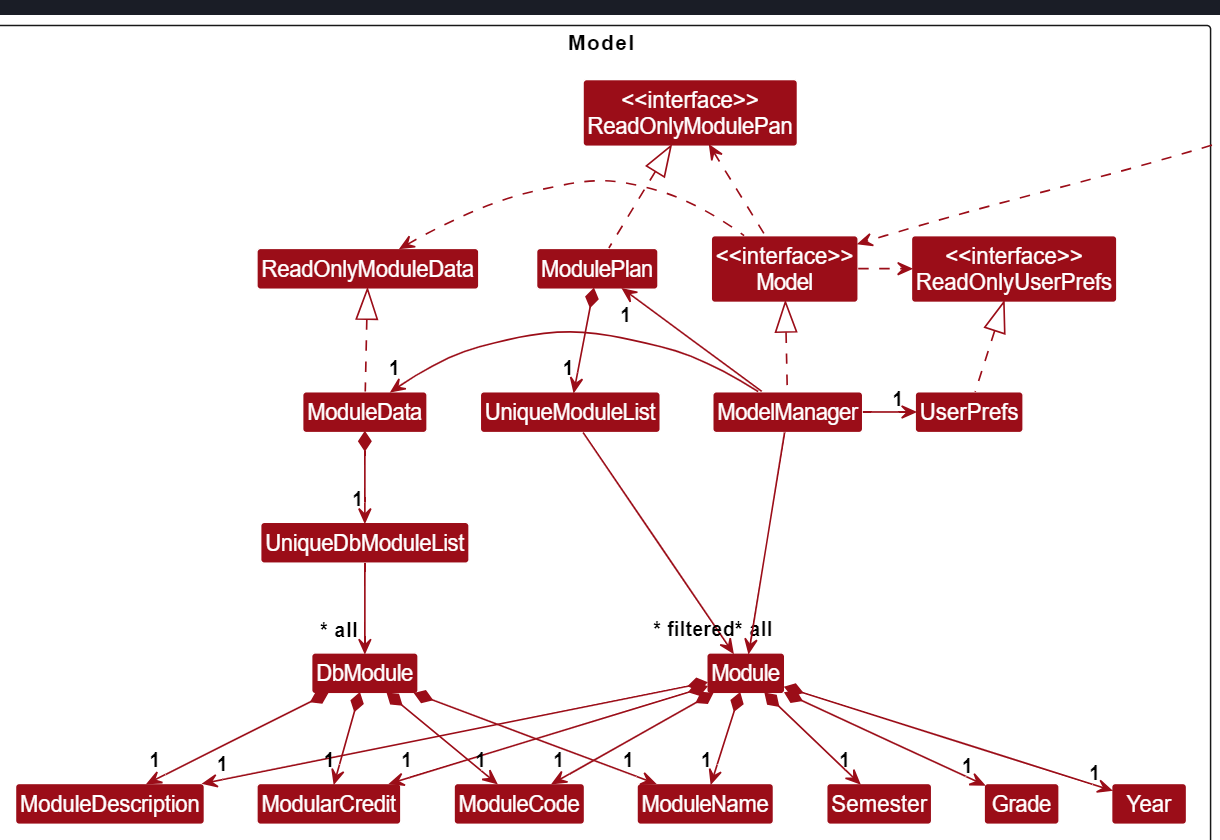 Model
<<interface>>
ReadOnlyModulePan
ReadOnlyModuleData
ModulePlan
<<interface>>
Model
<<interface>>
ReadOnlyUserPrefs
1
1
1
1
ModuleData
UniqueModuleList
ModelManager
UserPrefs
1
UniqueDbModuleList
* all
* filtered
* all
DbModule
Module
1
1
1
1
1
1
1
1
1
1
1
ModuleDescription
ModularCredit
ModuleCode
ModuleName
Semester
Grade
Year